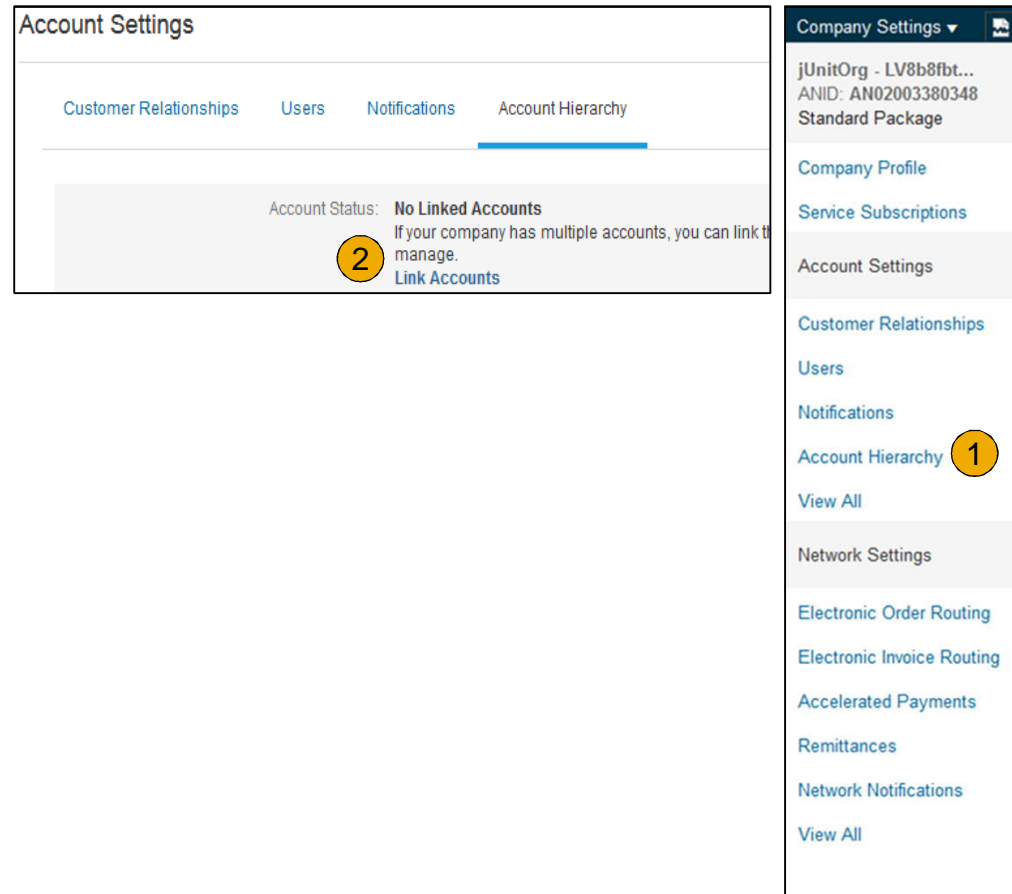 Account Settings
Customer Relationships Users Notifications Account Hierarchy
Account Status: No Linked Accounts
If your company has multiple accounts, you can link
manage.
2
Link Accounts
Company Settings ▾
jUnitOrg - LV8b8fbt...
ANID: AN02003380348
Standard Package
Company Profile
Service Subscriptions
Account Settings
Customer Relationships
Users
Notifications
Account Hierarchy 1
View All
Network Settings
Electronic Order Routing
Electronic Invoice Routing
Accelerated Payments
Remittances
Network Notifications
View All